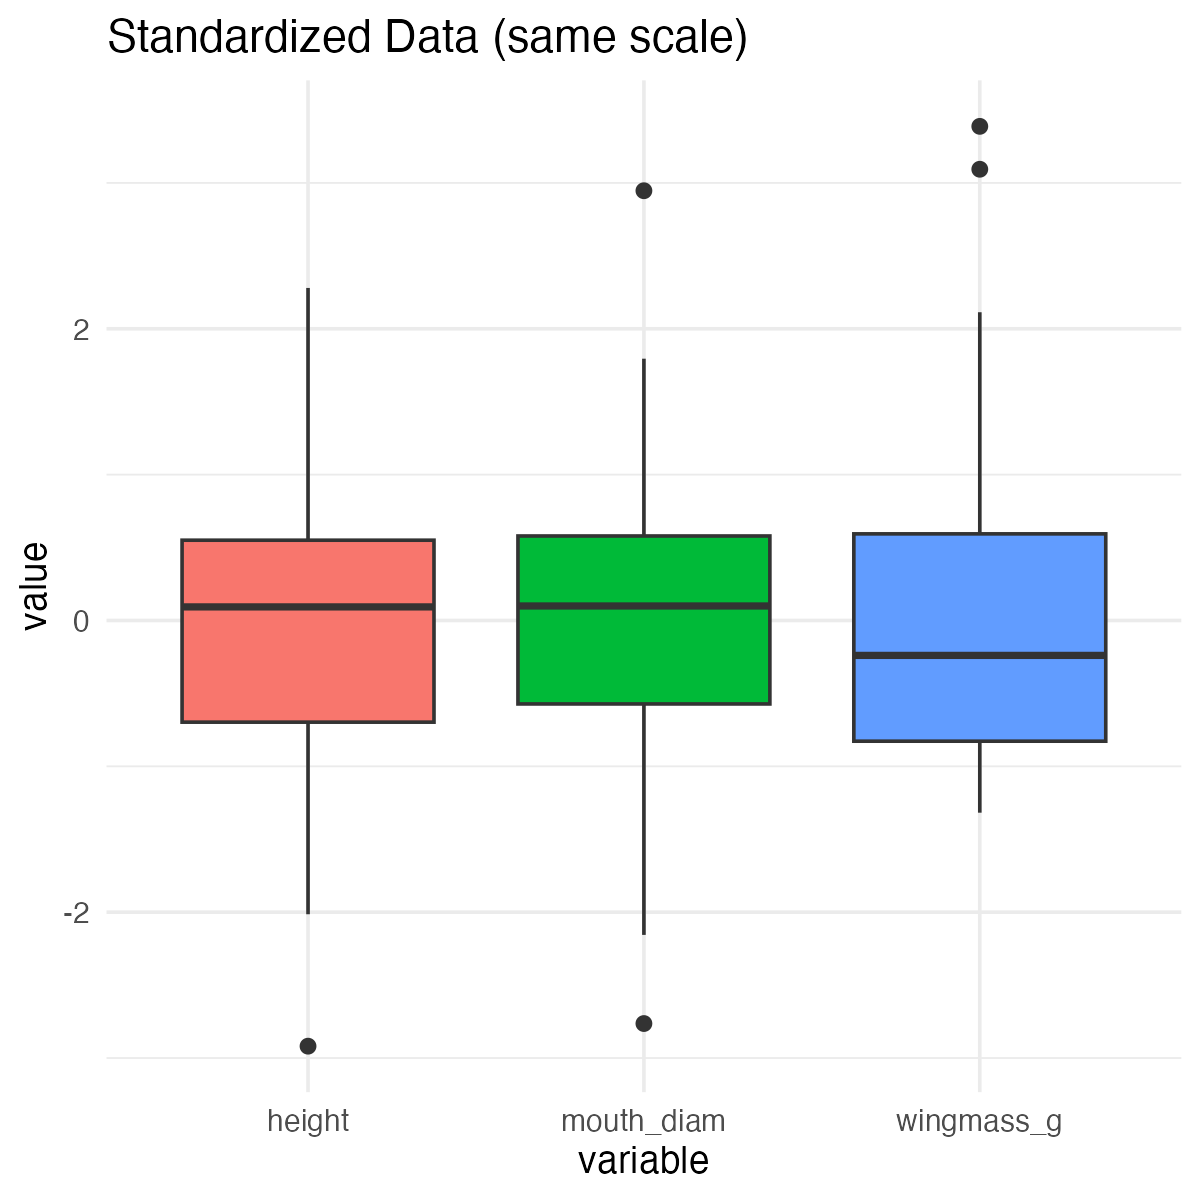 Standardized Data (same scale)
value
2
0
-2
height
mouth_diam
wingmass_g
variable